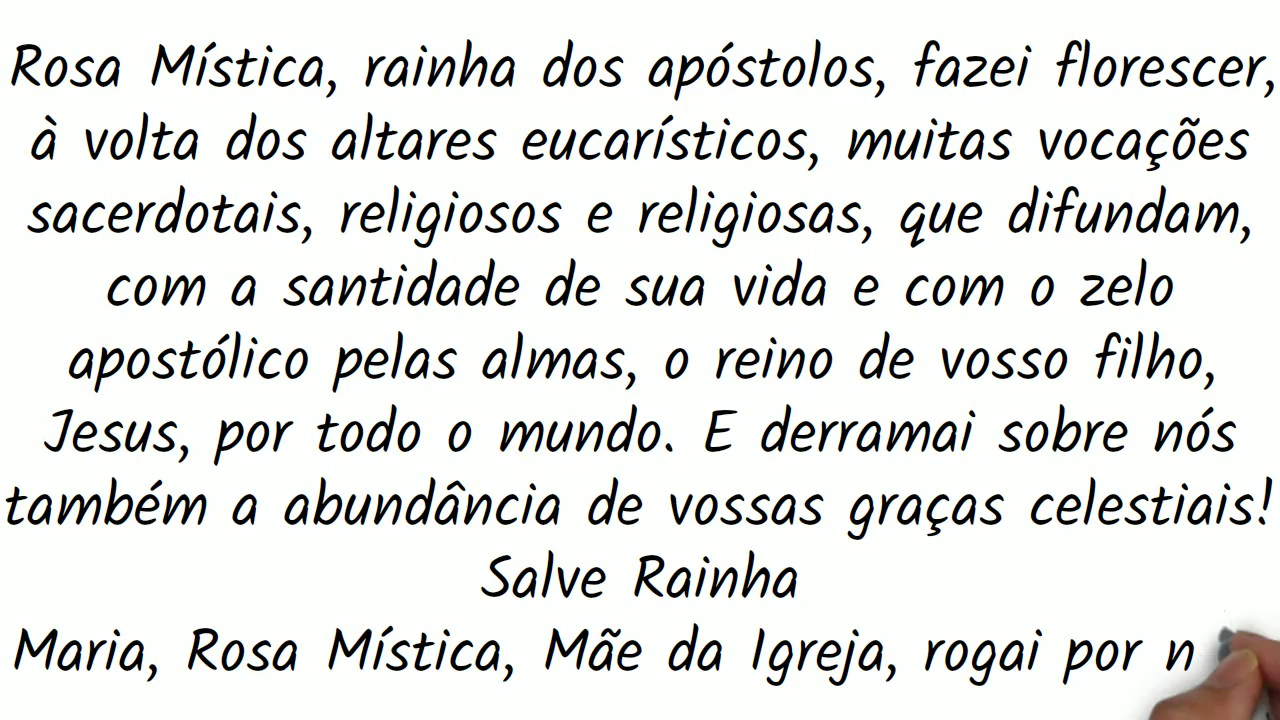 Rosa Mística, rainha dos apóstolos, fazei florescer,
à volta dos altares eucarísticos, muitas vocações
sacerdotais, religiosos e religiosas, que difundam,
com a santidade de sua vida e com o zelo
apostólico pelas almas, o reino de vosso filho,
Jesus, por todo o mundo. E derramai sobre nós
também a abundância de vossas graças celestiais!
Salve Rainha
Maria, Rosa Mística, Mãe da Igreja, rogai por n